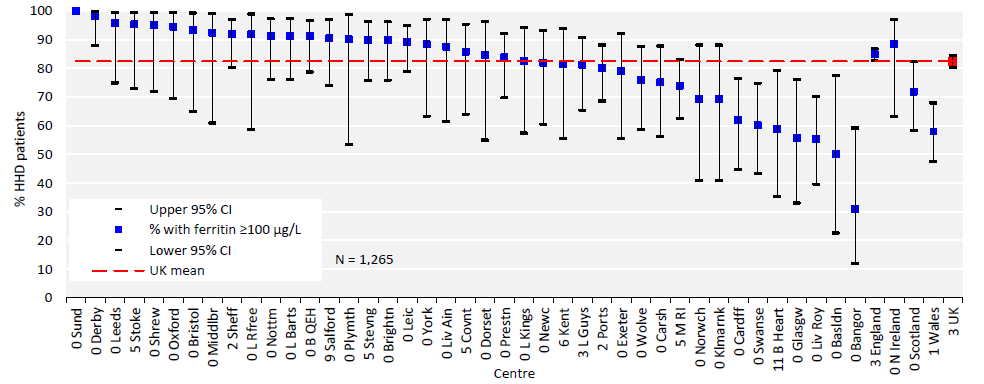 100
90
80
70
60
50
40
30
20
10
0
% HHD patients
Upper 95% CI
% with ferritin ≥100 µg/L
Lower 95% CI
UK mean
N = 1,265
0 Sund
0 Derby
0 Leeds
5 Stoke
0 Shrew
0 Oxford
0 Bristol
0 Middlbr
2 Sheff
0 L Rfree
0 Nottm
0 L Barts
0 B QEH
9 Salford
0 Plymth
5 Stevng
0 Brightn
0 Leic
0 York
0 Liv Ain
5 Covnt
0 Dorset
0 Prestn
0 L Kings
0 Newc
6 Kent
3 L Guys
2 Ports
0 Exeter
0 Wolve
0 Carsh
5 M RI
0 Norwch
0 Klmarnk
0 Cardff
0 Swanse
11 B Heart
0 Glasgw
0 Liv Roy
0 Basldn
0 Bangor
3 England
0 N Ireland
0 Scotland
1 Wales
3 UK
Centre